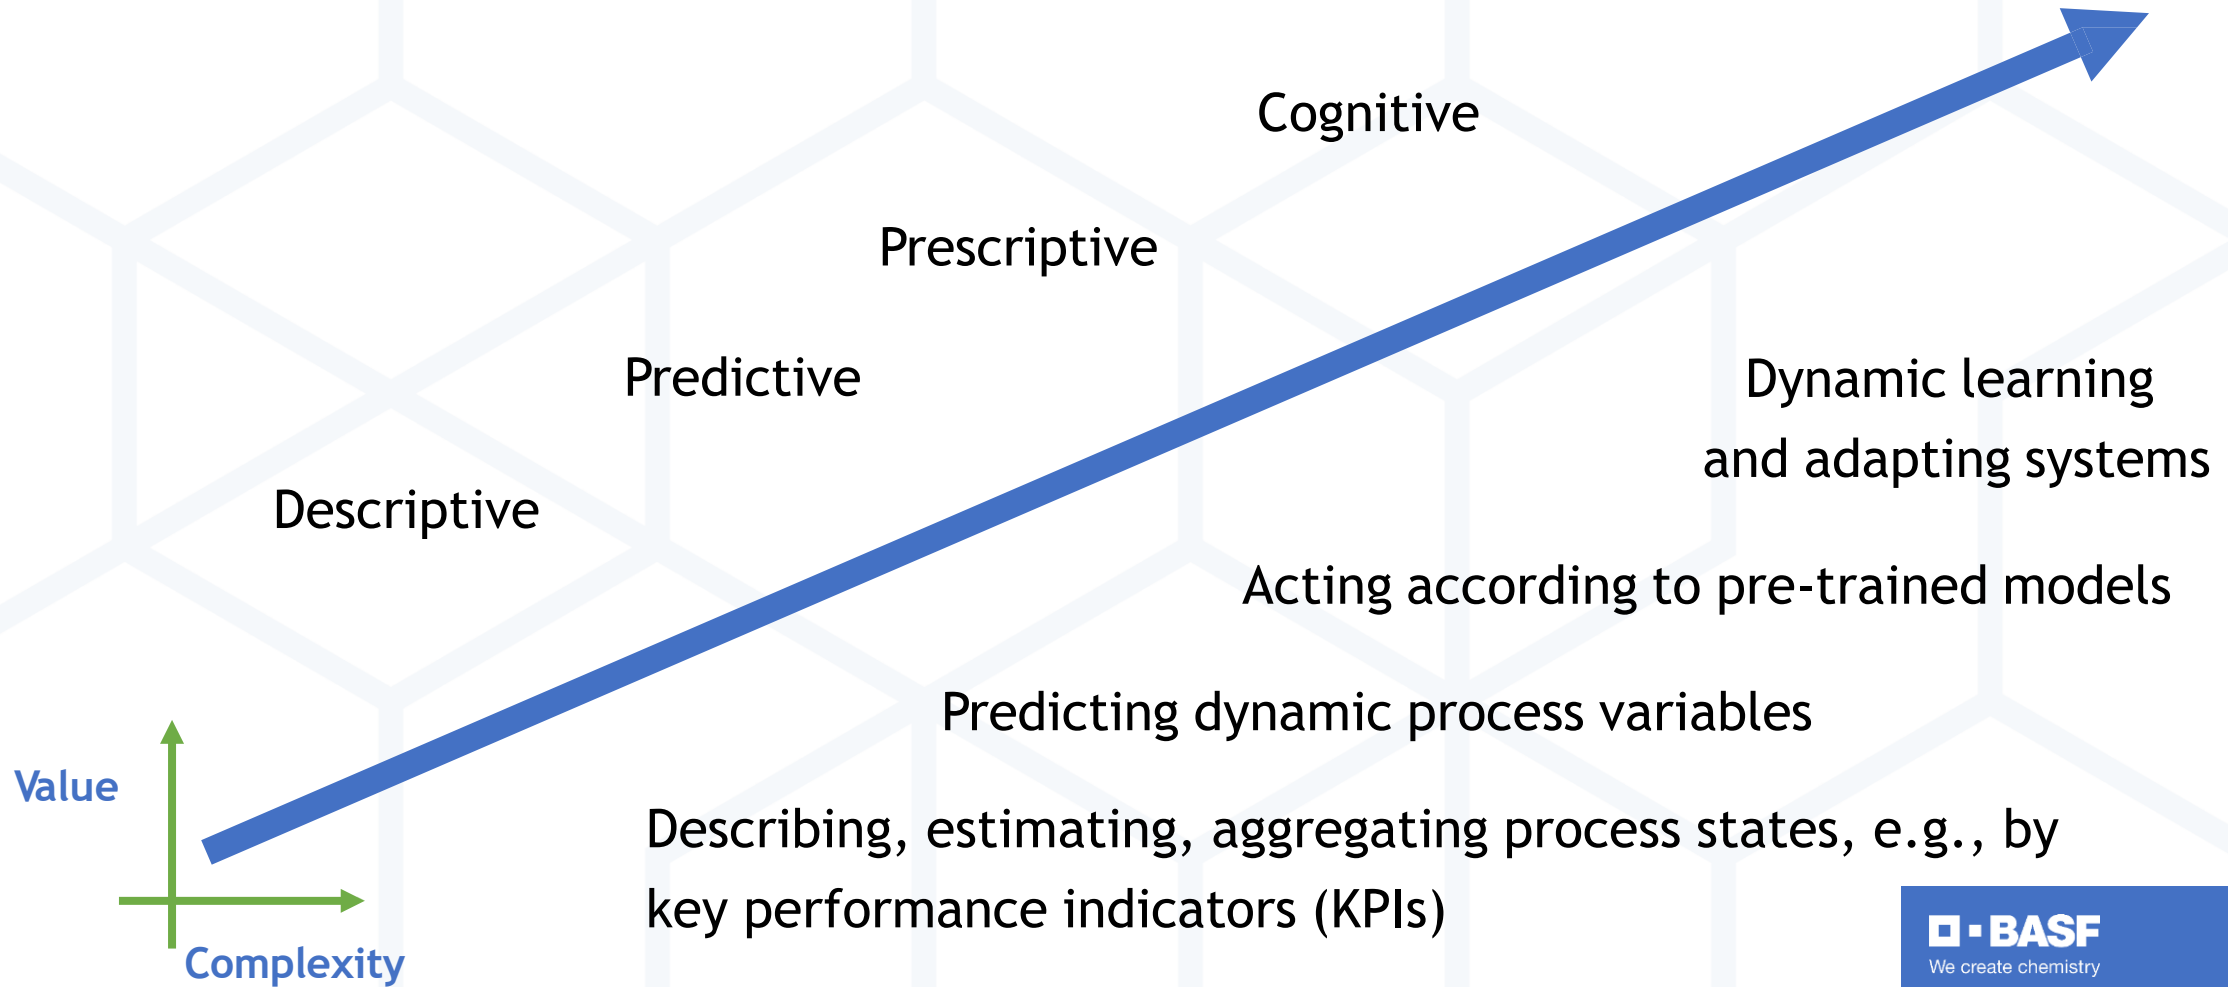 Cognitive
Prescriptive
Predictive
Descriptive
Dynamic learning
and adapting systems
Acting according to pre-trained models
Predicting dynamic process variables
Describing, estimating, aggregating process states, e.g., by
key performance indicators (KPIs)
Value
Complexity
BASF
We create chemistry